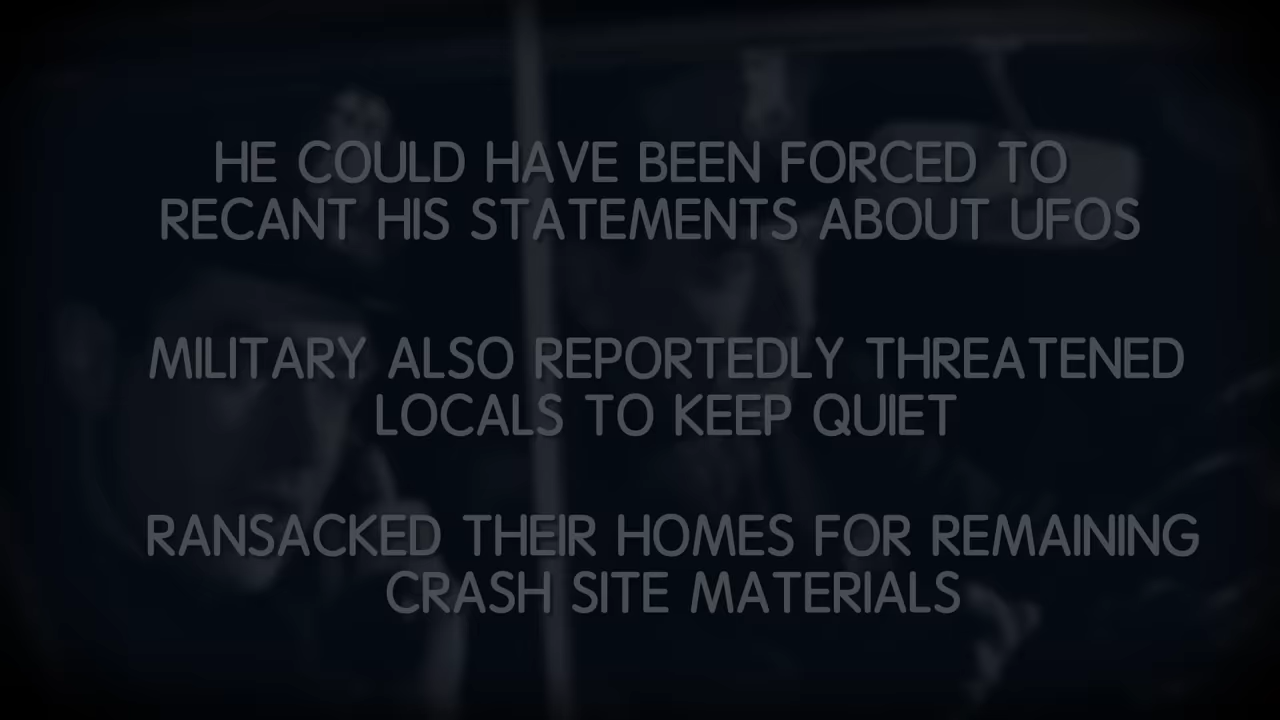 HE COULD HAVE BEEN FORCED TO
RECANT HIS STATEMENTS ABOUT UFOS
MILITARY ALSO REPORTEDLY THREATENED
LOCALS TO KEEP QUIET
RANSACKED THEIR HOMES FOR REMAINING
CRASH SITE MATERIALS